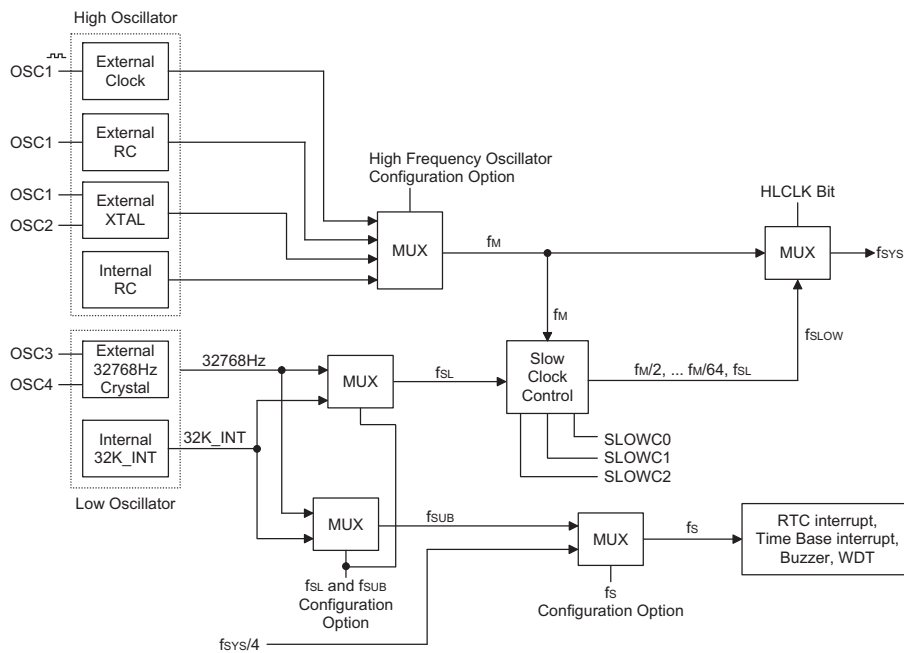 High Oscillator
OSC1
External
Clock
OSC1
External
RC
OSC1
OSC2
External
XTAL
Internal
RC
High Frequency Oscillator
Configuration Option
MUX
fM
HLCLK Bit
MUX
fSYS
fM
fSLOW
OSC3
OSC4
External
32768Hz
Crystal
32768Hz
MUX
fSL
Slow
Clock
Control
fM/2, ... fM/64, fSL
Internal
32K_INT
32K_INT
SLOWC0
SLOWC1
SLOWC2
Low Oscillator
MUX
fSUB
MUX
fS
RTC interrupt,
Time Base interrupt,
Buzzer, WDT
fSL and fSUB
Configuration
Option
fS
Configuration Option
fSYS/4